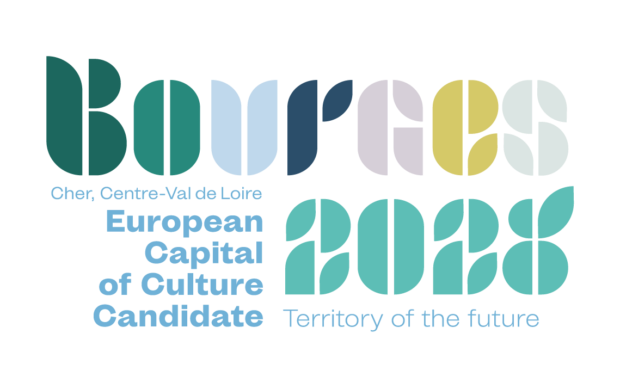 Bourges
Cher, Centre-Val de Loire
European
Capital
of Culture
Candidate
2028
Territory of the future